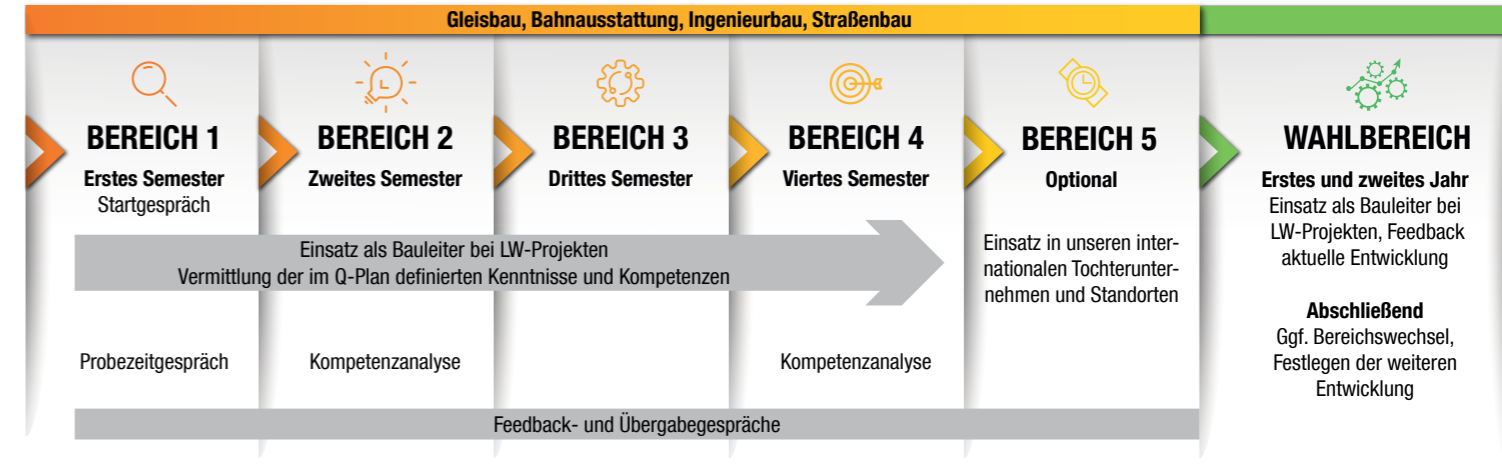 Gleisbau, Bahnausstattung, Ingenieurbau, Straßenbau
BEREICH 1
Erstes Semester
Startgespräch
BEREICH 2
Zweites Semester
BEREICH 3
Drittes Semester
BEREICH 4
Viertes Semester
BEREICH 5
Optional
WAHLBEREICH
Erstes und zweites Jahr
Einsatz als Bauleiter bei
LW-Projekten, Feedback
aktuelle Entwicklung
Einsatz als Bauleiter bei LW-Projekten
Vermittlung der im Q-Plan definierten Kenntnisse und Kompetenzen
Einsatz in unseren inter-
nationalen Tochterunter-
nehmen und Standorten
Abschließend
Ggf. Bereichswechsel,
Festlegen der weiteren
Entwicklung
Probezeitgespräch
Kompetenzanalyse
Kompetenzanalyse
Feedback- und Übergabegespräche